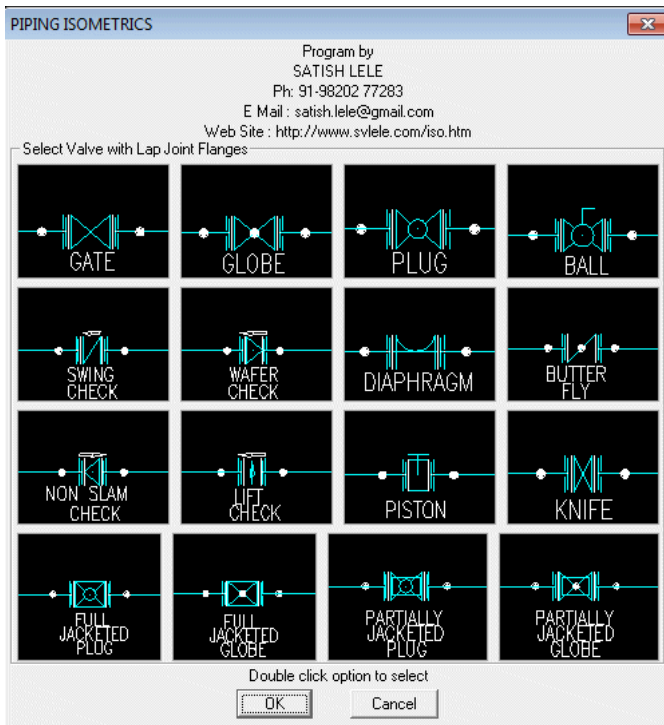 PIPING ISOMETRICS
Program by
SATISH LELE
Ph: 91-98202 77283
E Mail : satish.lele@gmail.com
Web Site : http://www.svlele.com/iso.htm
Select Valve with Lap Joint Flanges
GATE
GLOBE
PLUG
BALL
SWING
CHECK
WAFER
CHECK
DIAPHRAGM
BUTTER
FLY
NON SLAM
CHECK
LIFT
CHECK
PISTON
KNIFE
FULL
JACKETED
PLUG
FULL
JACKETED
GLOBE
PARTIALLY
JACKETED
PLUG
PARTIALLY
JACKETED
GLOBE
Double click option to select
OK
Cancel